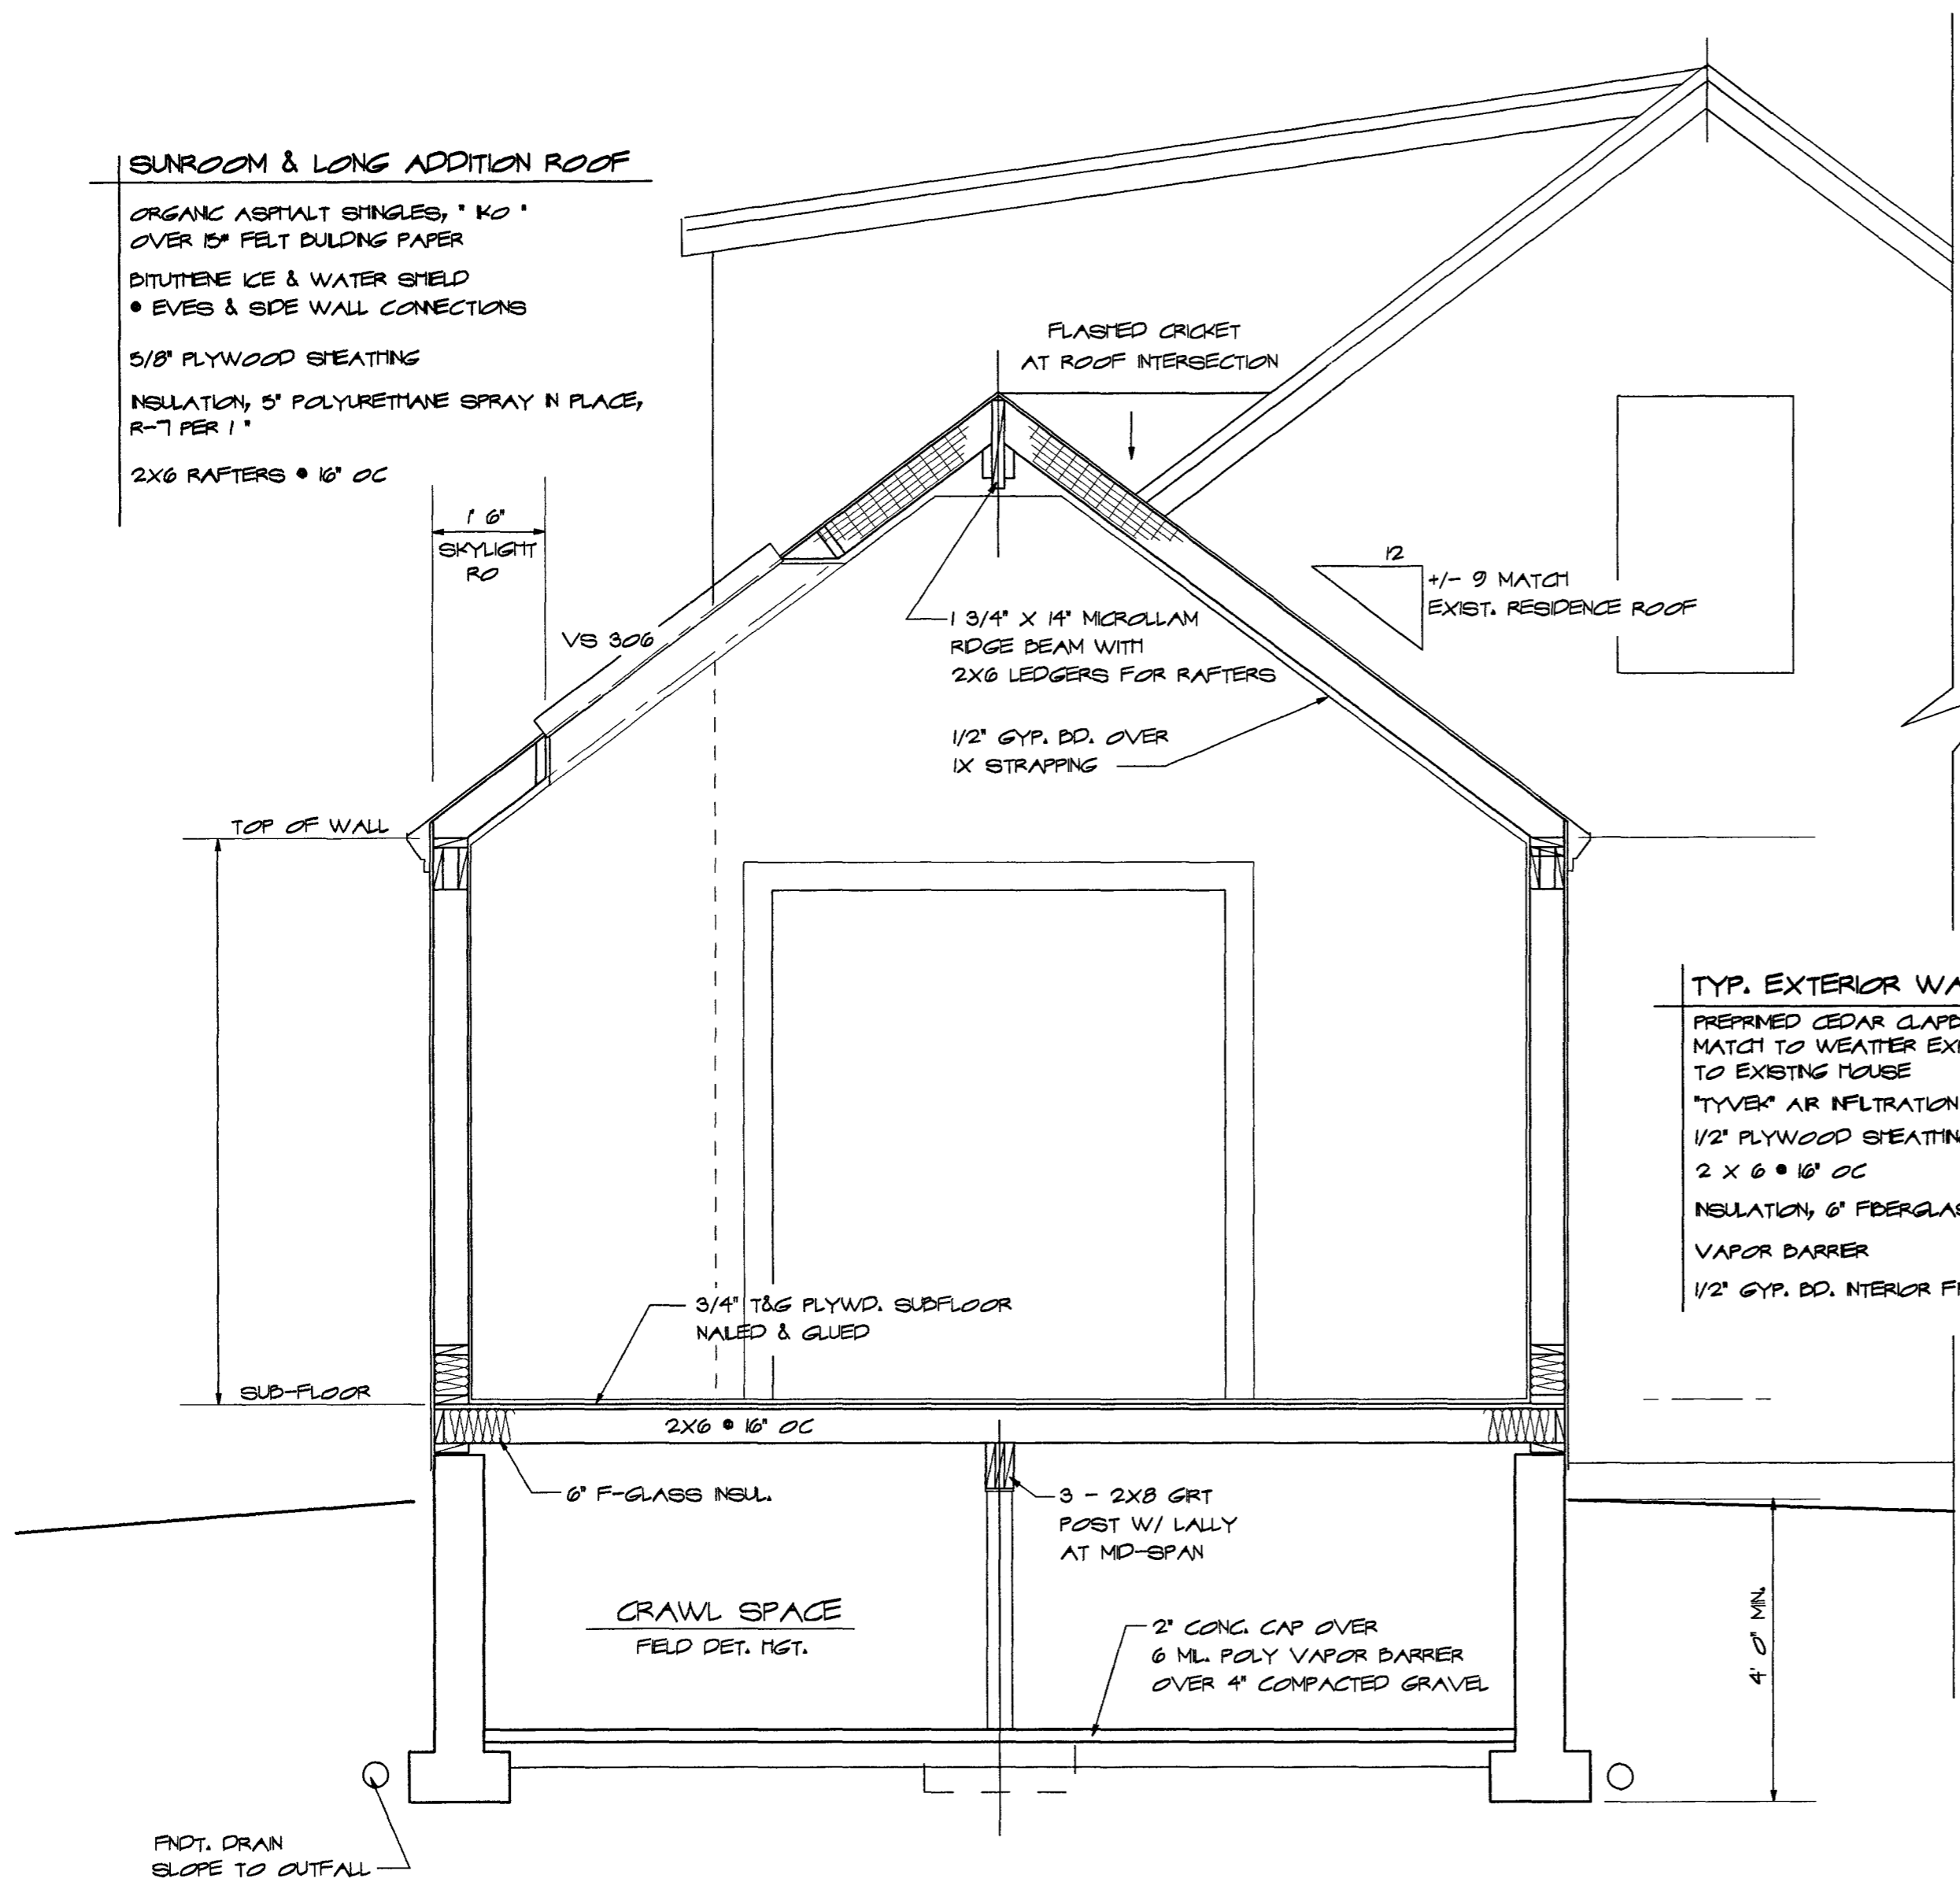 SUNROOM & LONG ADDITION ROOF
ORGANIC ASPHALT SHINGLES, " KO "
OVER 15# FELT BULDING PAPER
BITUTHENE ICE & WATER SHIELD
@ EVES & SIDE WALL CONNECTIONS
5/8" PLYWOOD SHEATHING
INSULATION, 5" POLYURETHANE SPRAY IN PLACE,
R-7 PER 1 "
2X6 RAFTERS @ 16" OC
1' 6"
SKYLIGHT
RO
VS 306
FLASHED CRICKET
AT ROOF INTERSECTION
12
+/- 9 MATCH
EXIST. RESIDENCE ROOF
1 3/4" X 14" MICROLLAM
RIDGE BEAM WITH
2X6 LEDGERS FOR RAFTERS
1/2" GYP. BD. OVER
1X STRAPPING
TOP OF WALL
TYP. EXTERIOR WA
PREPRIMED CEDAR CLAPB
MATCH TO WEATHER EX
TO EXISTING HOUSE
"TYVEK" AIR INFILTRATION
1/2" PLYWOOD SHEATHIN
2 X 6 @ 16" OC
INSULATION, 6" FIBERGLAS
VAPOR BARRIER
1/2" GYP. BD. INTERIOR F
3/4" T&G PLYWD. SUBFLOOR
NAILED & GLUED
SUB-FLOOR
2X6 @ 16" OC
6" F-GLASS INSUL.
3 - 2X8 GRT
POST W/ LALLY
AT MID-SPAN
CRAWL SPACE
FIELD DET. HGT.
2" CONC. CAP OVER
6 MIL. POLY VAPOR BARRIER
OVER 4" COMPACTED GRAVEL
4' 0" MIN.
FNDT. DRAIN
SLOPE TO OUTFALL